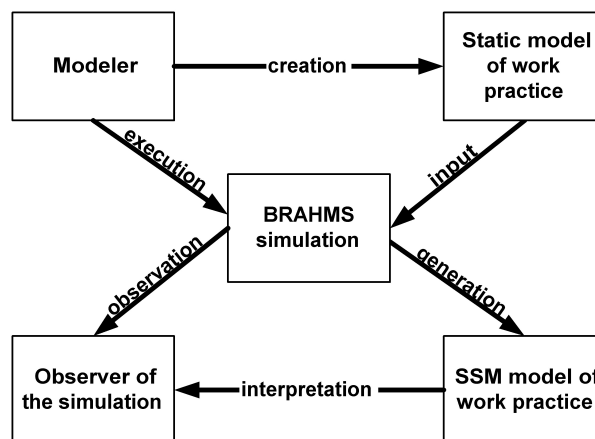 Modeler
creation
Static model
of work
practice
execution
input
BRAHMS
simulation
observation
generation
Observer of
the simulation
interpretation
SSM model of
work practice